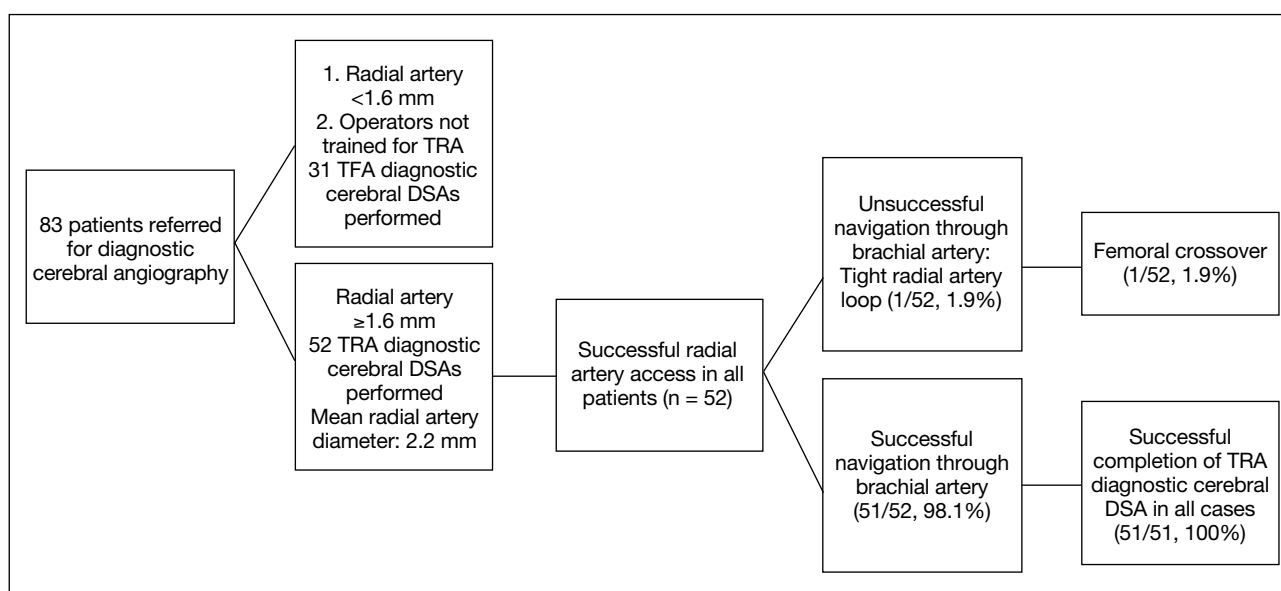 83 patients referred
for diagnostic
cerebral angiography
1. Radial artery
<1.6 mm
2. Operators not
trained for TRA
31 TFA diagnostic
cerebral DSAs
performed
Radial artery
≥1.6 mm
52 TRA diagnostic
cerebral DSAs
performed
Mean radial artery
diameter: 2.2 mm
Successful radial
artery access in all
patients (n = 52)
Unsuccessful
navigation through
brachial artery:
Tight radial artery
loop (1/52, 1.9%)
Femoral crossover
(1/52, 1.9%)
Successful
navigation through
brachial artery
(51/52, 98.1%)
Successful
completion of TRA
diagnostic cerebral
DSA in all cases
(51/51, 100%)